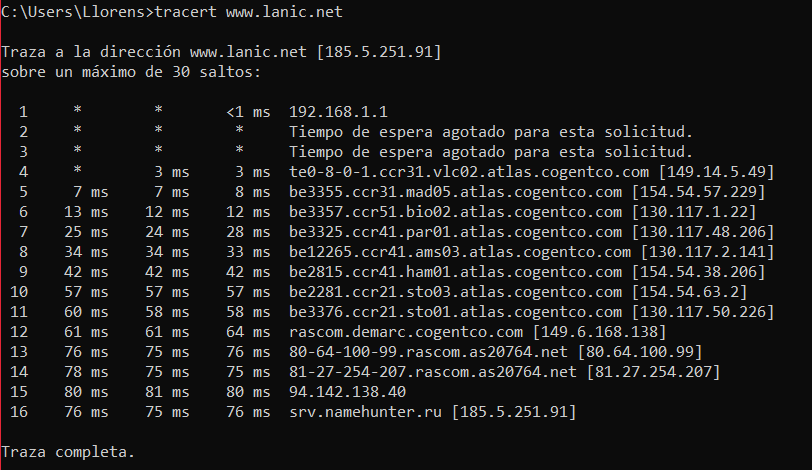 C:\Users\Llorens>tracert www.lanic.net
Traza a la dirección www.lanic.net [185.5.251.91]
sobre un máximo de 30 saltos:
1 * * <1 ms 192.168.1.1
2 * * * Tiempo de espera agotado para esta solicitud.
3 * * * Tiempo de espera agotado para esta solicitud.
4 * 3 ms 3 ms te0-8-0-1.ccr31.vlc02.atlas.cogentco.com [149.14.5.49]
5 7 ms 7 ms 8 ms be3355.ccr31.mad05.atlas.cogentco.com [154.54.57.229]
6 13 ms 12 ms 12 ms be3357.ccr51.bio02.atlas.cogentco.com [130.117.1.22]
7 25 ms 24 ms 28 ms be3325.ccr41.par01.atlas.cogentco.com [130.117.48.206]
8 34 ms 34 ms 33 ms be12265.ccr41.ams03.atlas.cogentco.com [130.117.2.141]
9 42 ms 42 ms 42 ms be2815.ccr41.ham01.atlas.cogentco.com [154.54.38.206]
10 57 ms 57 ms 57 ms be2281.ccr21.sto03.atlas.cogentco.com [154.54.63.2]
11 60 ms 58 ms 58 ms be3376.ccr21.sto01.atlas.cogentco.com [130.117.50.226]
12 61 ms 61 ms 64 ms rascom.demarc.cogentco.com [149.6.168.138]
13 76 ms 75 ms 76 ms 80-64-100-99.rascom.as20764.net [80.64.100.99]
14 78 ms 75 ms 76 ms 81-27-254-207.rascom.as20764.net [81.27.254.207]
15 80 ms 81 ms 80 ms 94.142.138.40
16 76 ms 75 ms 76 ms srv.namehunter.ru [185.5.251.91]
Traza completa.